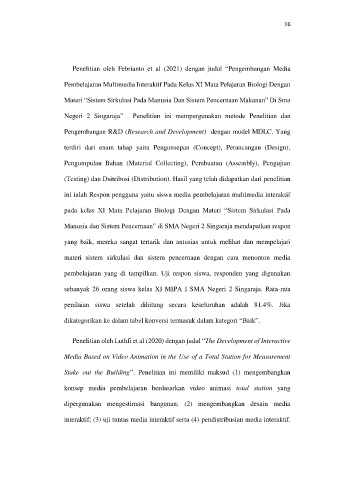 16
Penelitian oleh Febrianto et al (2021) dengan judul “Pengembangan Media
Pembelajaran Multimedia Interaktif Pada Kelas XI Mata Pelajaran Biologi Dengan
Materi “Sistem Sirkulasi Pada Manusia Dan Sistem Pencernaan Makanan” Di Sma
Negeri 2 Singaraja” . Penelitian ini mempergunakan metode Penelitian dan
Pengembangan R&D (Research and Development) dengan model MDLC. Yang
terdiri dari enam tahap yaitu Pengonsepan (Concept), Perancangan (Design),
Pengumpulan Bahan (Material Collecting), Pembuatan (Assembly), Pengujian
(Testing) dan Dsitribusi (Distribution). Hasil yang telah didapatkan dari penelitian
ini ialah Respon pengguna yaitu siswa media pembelajaran multimedia interaktif
pada kelas XI Mata Pelajaran Biologi Dengan Materi “Sistem Sirkulasi Pada
Manusia dan Sistem Pencernaan” di SMA Negeri 2 Singaraja mendapatkan respon
yang baik, mereka sangat tertarik dan antusias untuk melihat dan mempelajari
materi sistem sirkulasi dan sistem pencernaan dengan cara menonton media
pembelajaran yang di tampilkan. Uji respon siswa, responden yang digunakan
sebanyak 26 orang siswa kelas XI MIPA 1 SMA Negeri 2 Singaraja. Rata-rata
penilaian siswa setelah dihitung secara keseluruhan adalah 81.4%. Jika
dikategorikan ke dalam tabel konversi termasuk dalam kategori “Baik”.
Penelitian oleh Luthfi et al (2020) dengan judul “The Development of Interactive
Media Based on Video Animation in the Use of a Total Station for Measurement
Stake out the Building”. Penelitian ini memiliki maksud (1) mengembangkan
konsep media pembelajaran berdasarkan video animasi total station yang
dipergunakan mengestimasi bangunan; (2) mengembangkan desain media
interaktif; (3) uji tuntas media interaktif serta (4) pendistribusian media interaktif.